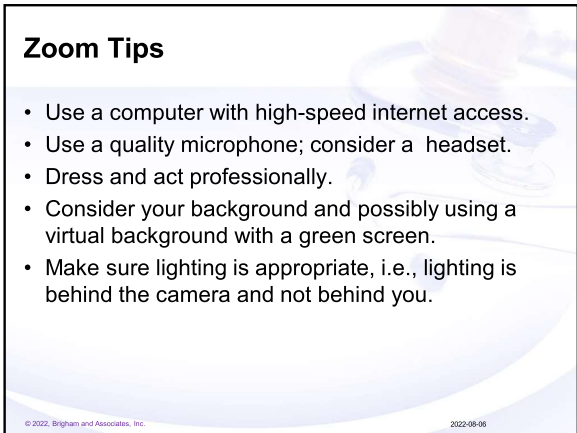 Zoom Tips
• Use a computer with high-speed internet access.
• Use a quality microphone; consider a  headset.
• Dress and act professionally.
• Consider your background and possibly using a
virtual background with a green screen.
• Make sure lighting is appropriate, i.e., lighting is
behind the camera and not behind you.
© 2022, Brigham and Associates, Inc.
2022-08-06